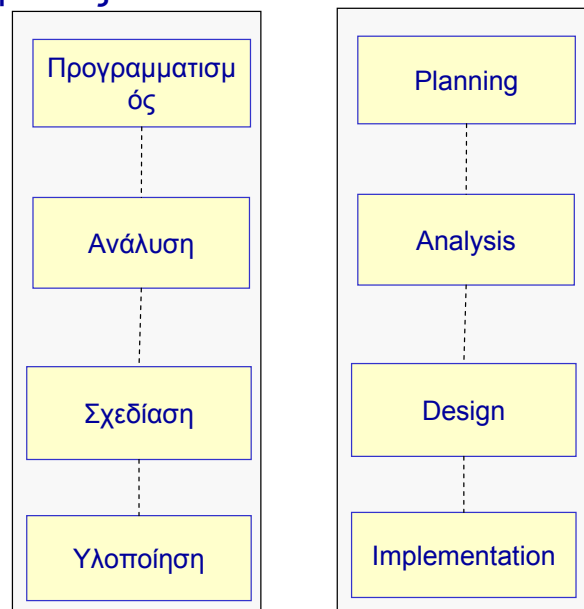 Προγραμματισμ
ός
Ανάλυση
Σχεδίαση
Υλοποίηση
Planning
Analysis
Design
Implementation